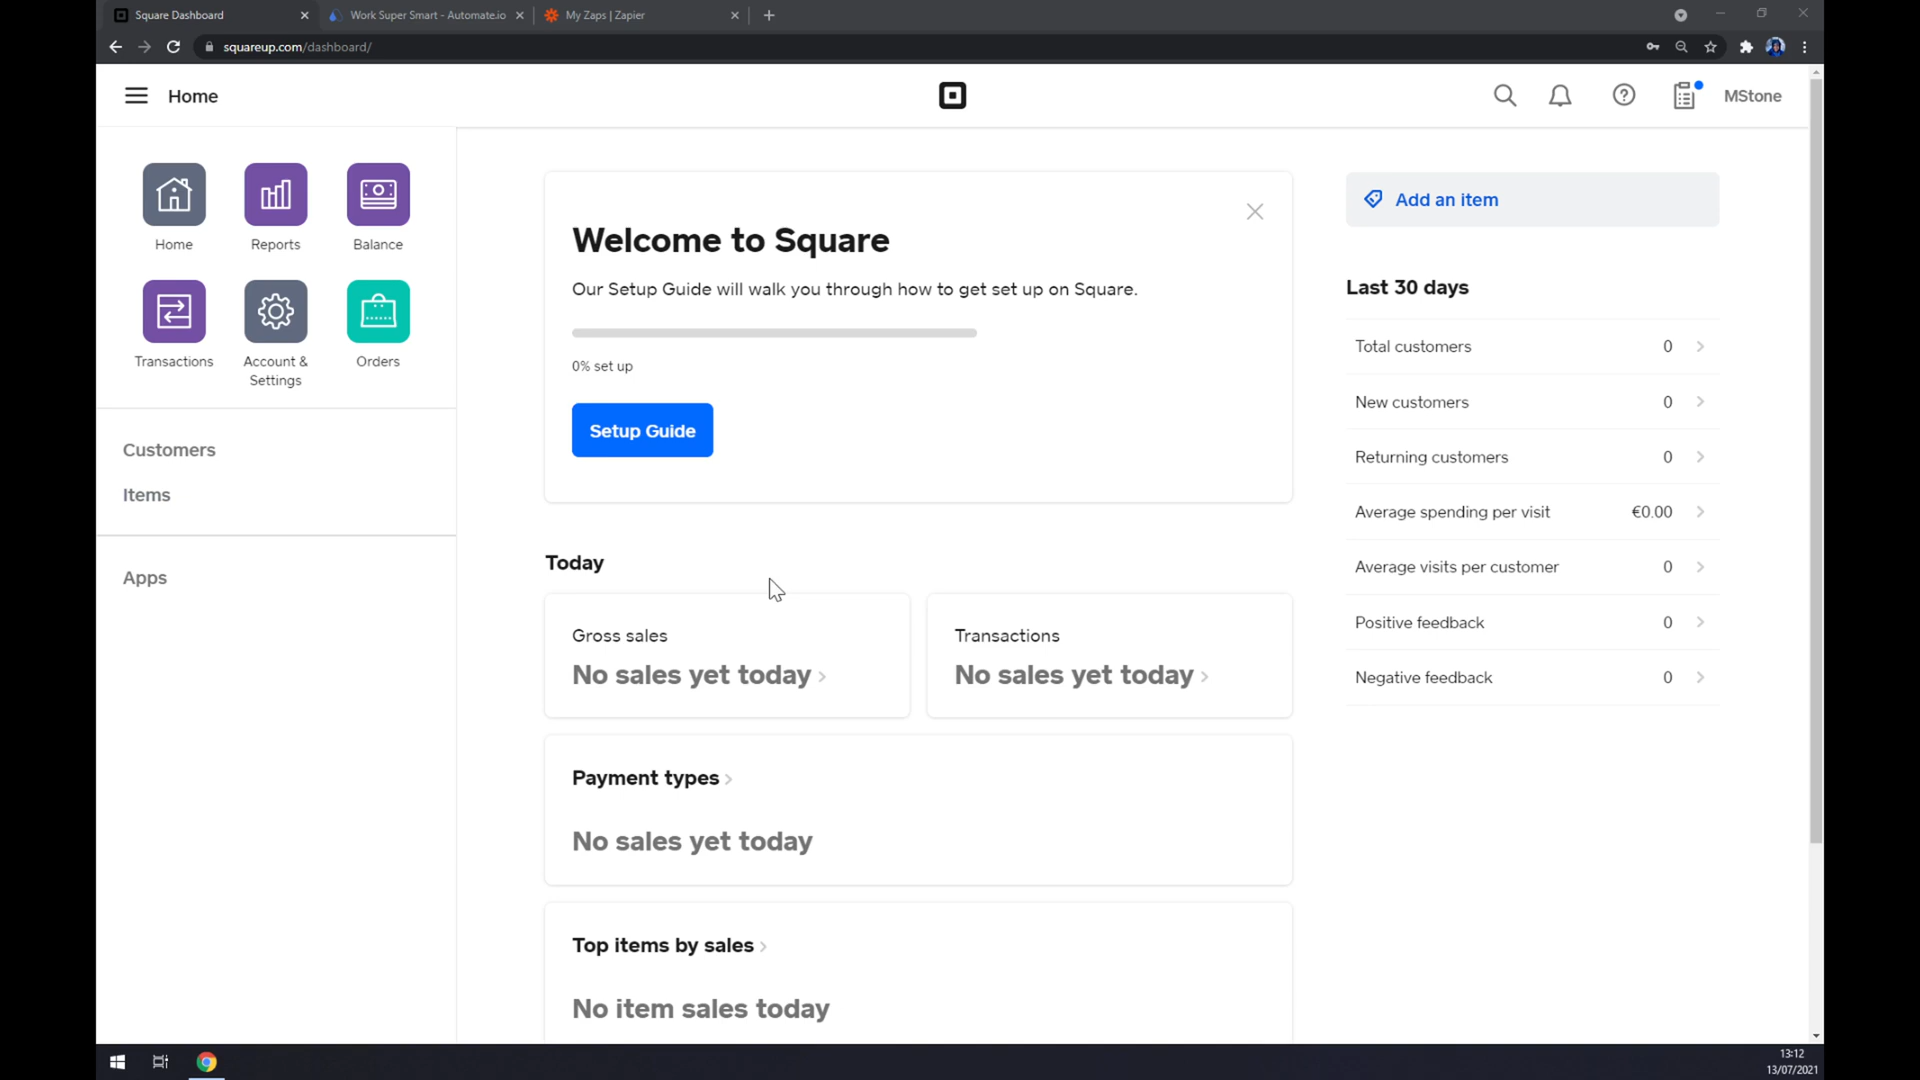 Square Dashboard
Work Super Smart - Automate.io
My Zaps | Zapier
squareup.com/dashboard/
Home
MStone
Home
Reports
Balance
Transactions
Account &
Settings
Orders
Customers
Items
Apps
Welcome to Square
Our Setup Guide will walk you through how to get set up on Square.
0% set up
Setup Guide
Today
Gross sales
No sales yet today
Transactions
No sales yet today
Payment types
No sales yet today
Top items by sales
No item sales today
Add an item
Last 30 days
Total customers 0
New customers 0
Returning customers 0
Average spending per visit €0.00
Average visits per customer 0
Positive feedback 0
Negative feedback 0
13:12
13/07/2021